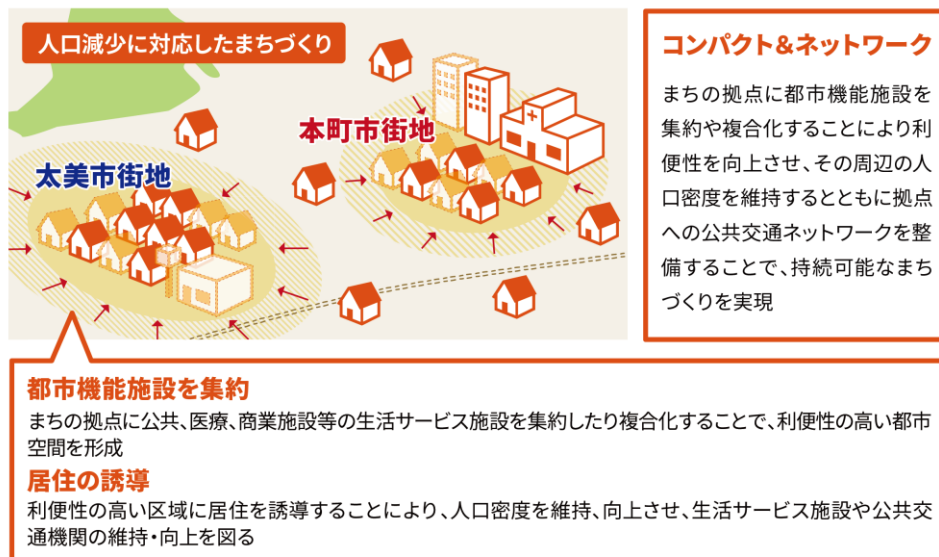 人口減少に対応したまちづくり
本町市街地
太美市街地
コンパクト&ネットワーク
まちの拠点に都市機能施設を
集約や複合化することにより利
便性を向上させ、その周辺の人
口密度を維持するとともに拠点
への公共交通ネットワークを整
備することで、持続可能なまち
づくりを実現
都市機能施設を集約
まちの拠点に公共、医療、商業施設等の生活サービス施設を集約したり複合化することで、利便性の高い都市
空間を形成
居住の誘導
利便性の高い区域に居住を誘導することにより、人口密度を維持、向上させ、生活サービス施設や公共交
通機関の維持・向上を図る